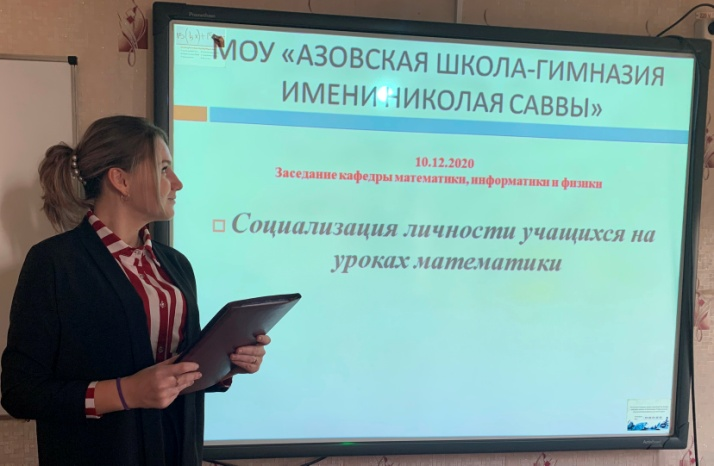 МОУ «АЗОВСКАЯ ШКОЛА-ГИМНАЗИЯ
ИМЕНИ НИКОЛАЯ САВВЫ»
10.12.2020
Заседание кафедры математики, информатики и физики
Социализация личности учащихся на
уроках математики